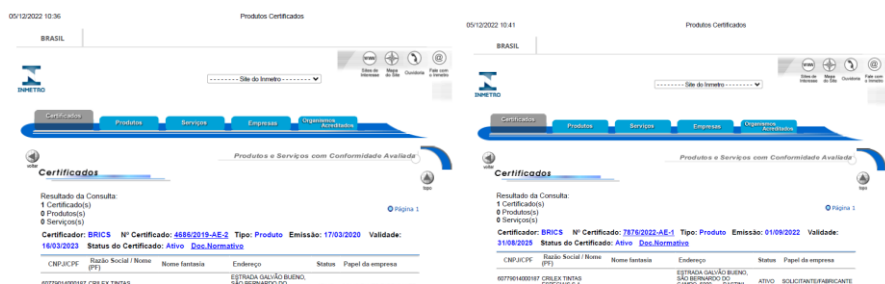 05/12/2022 10:36
Produtos Certificados
BRASIL
INMETRO
-------- Site do Inmetro --------
Sites de Interesse
Mapa do Site
Ouvidoria
Fale com o Inmetro
Certificados
Produtos
Serviços
Empresas
Organismos Acreditados
voltar
Produtos e Serviços com Conformidade Avaliada
Certificados
topo
Resultado da Consulta:
1 Certificado(s)
0 Produtos(s)
0 Serviços(s)
Página 1
Certificador: BRICS Nº Certificado: 4686/2019-AE-2 Tipo: Produto Emissão: 17/03/2020 Validade:
16/03/2023 Status do Certificado: Ativo Doc.Normativo
CNPJ/CPF Razão Social / Nome (PF) Nome fantasia Endereço Status Papel da empresa
ESTRADA GALVÃO BUENO,
SÃO BERNARDO DO
60779014000187 CRILEX TINTAS
05/12/2022 10:41
Produtos Certificados
BRASIL
INMETRO
-------- Site do Inmetro --------
Sites de Interesse
Mapa do Site
Ouvidoria
Fale com o Inmetro
Certificados
Produtos
Serviços
Empresas
Organismos Acreditados
voltar
Produtos e Serviços com Conformidade Avaliada
Certificados
topo
Resultado da Consulta:
1 Certificado(s)
0 Produtos(s)
0 Serviços(s)
Página 1
Certificador: BRICS Nº Certificado: 7876/2022-AE-1 Tipo: Produto Emissão: 01/09/2022 Validade:
31/08/2025 Status do Certificado: Ativo Doc.Normativo
CNPJ/CPF Razão Social / Nome (PF) Nome fantasia Endereço Status Papel da empresa
ESTRADA GALVÃO BUENO,
SÃO BERNARDO DO
60779014000187 CRILEX TINTAS
ATIVO SOLICITANTE/FABRICANTE